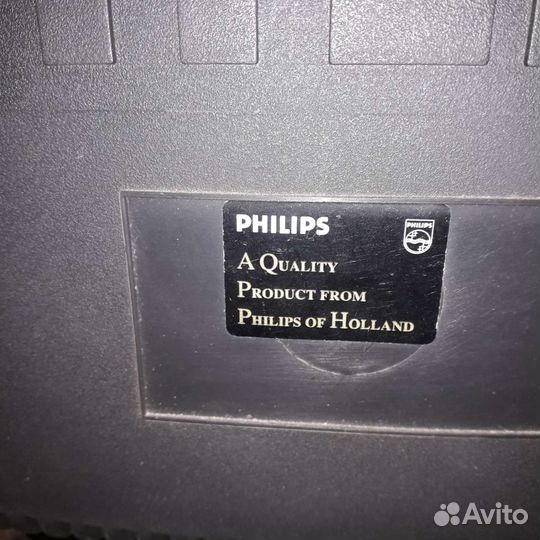 PHILIPS
PHILIPS
A Quality
Product from
Philips of Holland
Avito